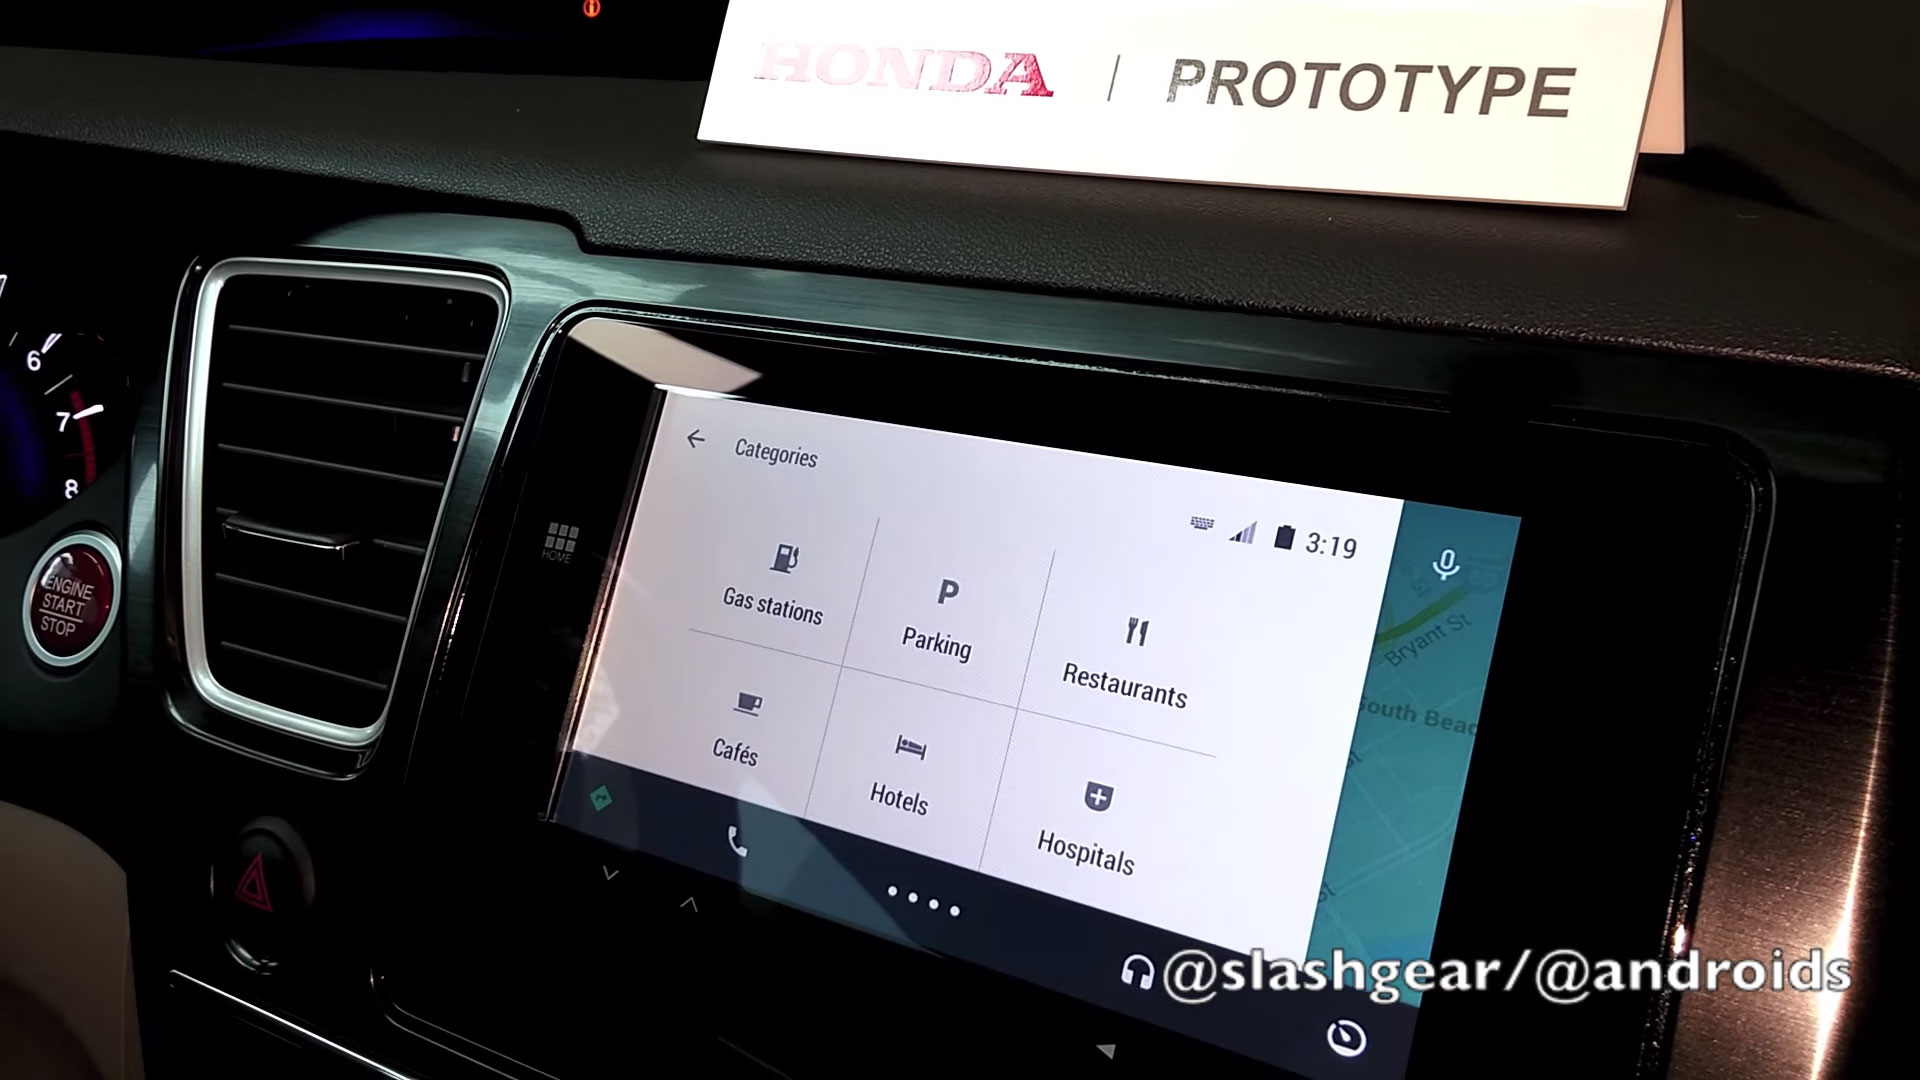 HONDA | PROTOTYPE
6
7
8
ENGINE
START
STOP
HOME
Categories
3:19
Gas stations
Parking
Restaurants
Cafés
Hotels
Hospitals
Bryant St
South Beac
@slashgear/@androids